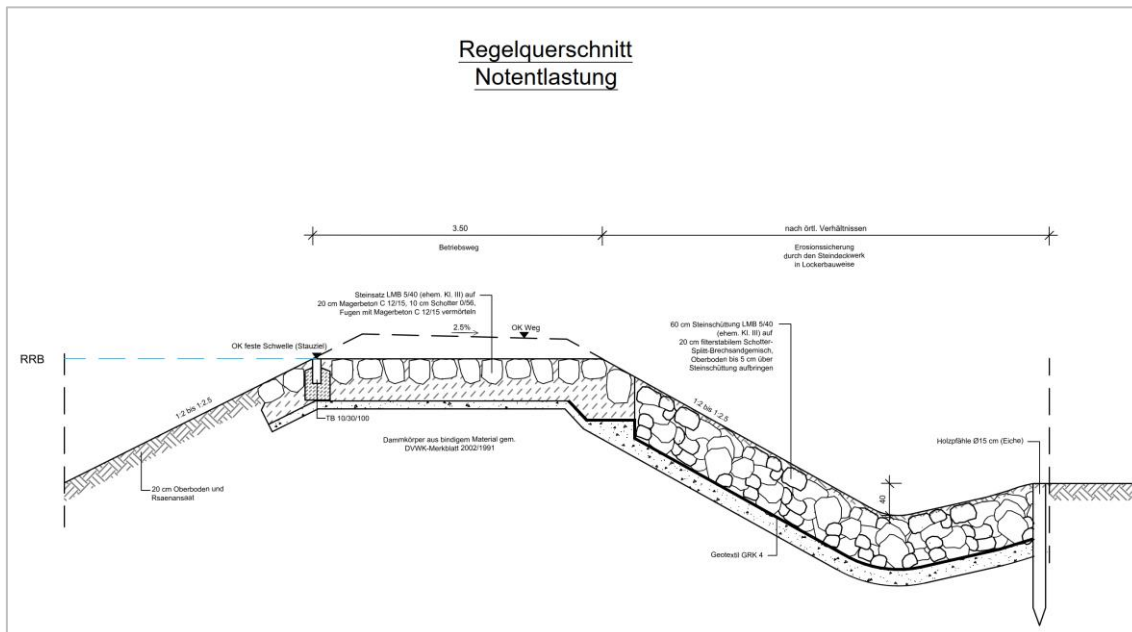 Regelquerschnitt
Notentlastung
3.50
Betriebsweg
nach örtl. Verhältnissen
Erosionssicherung
durch den Steindeckwerk
in Lockerbauweise
Steinsatz LMB 5/40 (ehem. Kl. III) auf
20 cm Magerbeton C 12/15, 10 cm Schotter 0/56,
Fugen mit Magerbeton C 12/15 vermörteln
2.5%
OK Weg
60 cm Steinschüttung LMB 5/40
(ehem. Kl. III) auf
20 cm filterstabilem Schotter-
Splitt-Brechsandgemisch,
Oberboden bis 5 cm über
Steinschüttung aufbringen
RRB
OK feste Schwelle (Stauziel)
1:2 bis 1:2.5
1:2 bis 1:2.5
TB 10/30/100
Dammkörper aus bindigem Material gem.
DVWK-Merkblatt 2002/1991
Holzpfähle Ø15 cm (Eiche)
20 cm Oberboden und
Rsaenansaat
40
Geotextil GRK 4